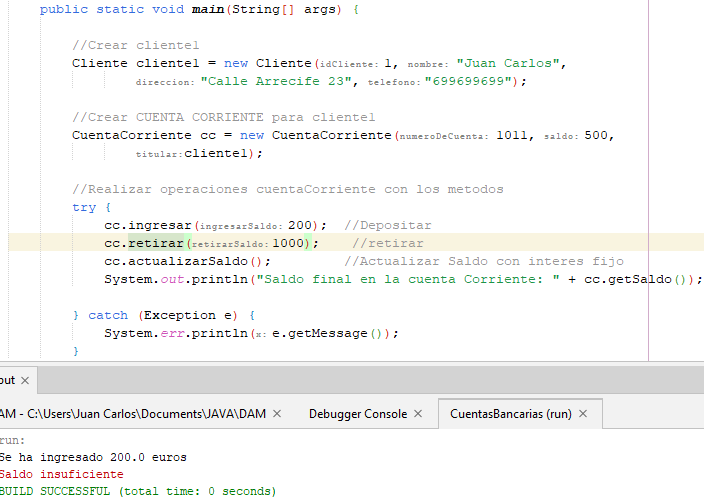 public static void main(String[] args) {
//Crear cliente1
Cliente cliente1 = new Cliente(idCliente: 1, nombre: "Juan Carlos",
direccion: "Calle Arrecife 23", telefono: "699699699");
//Crear CUENTA CORRIENTE para cliente1
CuentaCorriente cc = new CuentaCorriente(numeroDeCuenta: 1011, saldo: 500,
titular: cliente1);
//Realizar operaciones cuentaCorriente con los metodos
try {
cc.ingresar(ingresarSaldo: 200); //Depositar
cc.retirar(retirarSaldo: 1000); //retirar
cc.actualizarSaldo(); //Actualizar Saldo con interes fijo
System.out.println("Saldo final en la cuenta Corriente: " + cc.getSaldo());
} catch (Exception e) {
System.err.println(x: e.getMessage());
}
out ×
AM - C:\Users\Juan Carlos\Documents\JAVA\DAM × Debugger Console × CuentasBancarias (run) ×
run:
Se ha ingresado 200.0 euros
Saldo insuficiente
BUILD SUCCESSFUL (total time: 0 seconds)